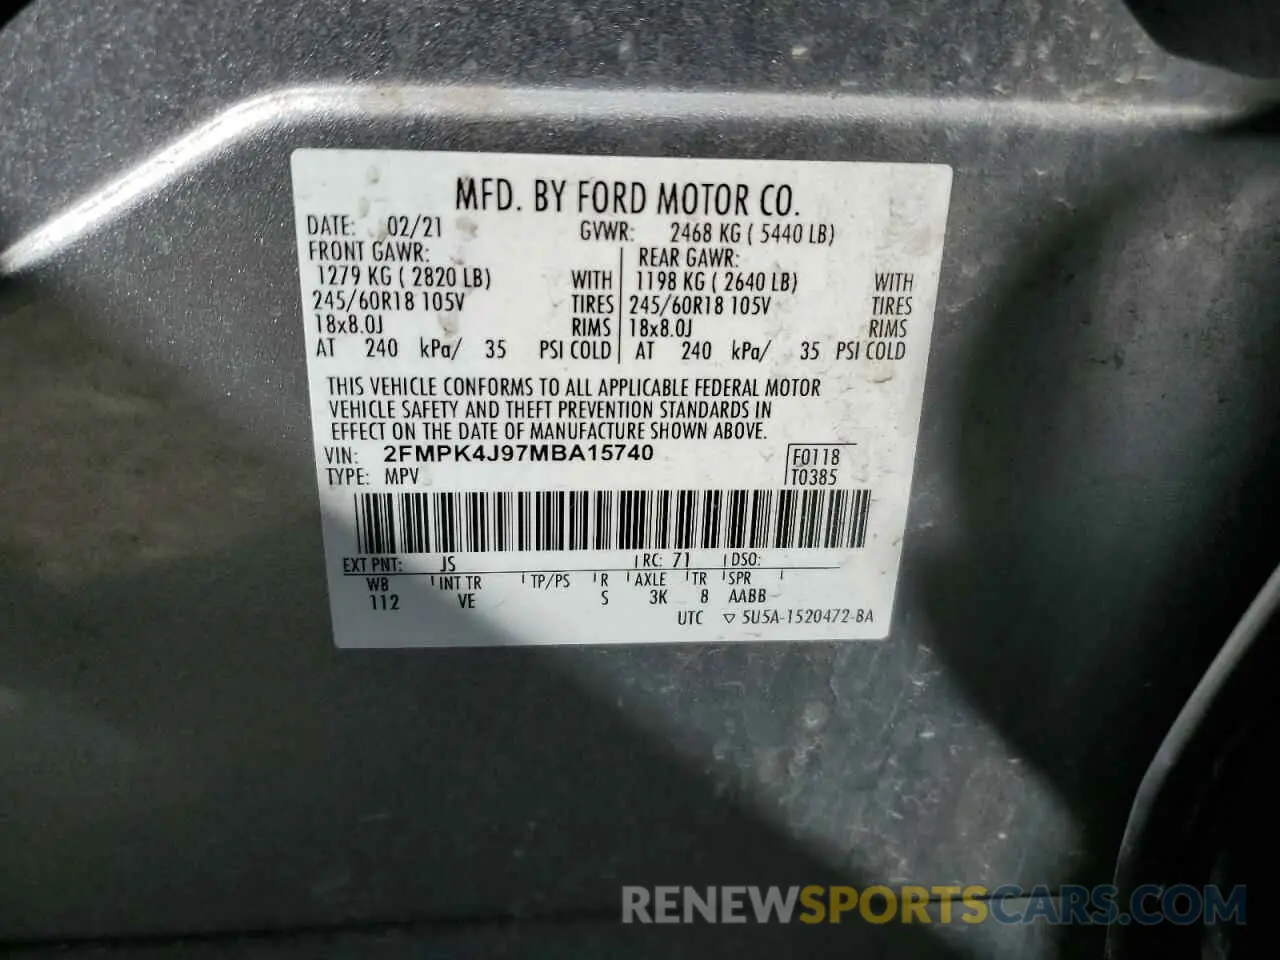 MFD. BY FORD MOTOR CO.
DATE: 02/21 GVWR: 2468 KG ( 5440 LB)
FRONT GAWR: REAR GAWR:
1279 KG ( 2820 LB) WITH 1198 KG ( 2640 LB) WITH
245/60R18 105V TIRES 245/60R18 105V TIRES
18x8.0J RIMS 18x8.0J RIMS
AT 240 kPa/ 35 PSI COLD AT 240 kPa/ 35 PSI COLD
THIS VEHICLE CONFORMS TO ALL APPLICABLE FEDERAL MOTOR
VEHICLE SAFETY AND THEFT PREVENTION STANDARDS IN
EFFECT ON THE DATE OF MANUFACTURE SHOWN ABOVE.
VIN: 2FMPK4J97MBA15740 F0118
TYPE: MPV T0385
EXT PNT: JS RC: 71 DSO:
WB INT TR TP/PS R AXLE TR SPR
112 VE S 3K 8 AABB
UTC ▽ 5U5A-1520472-BA
RENEWSPORTSCARS.COM